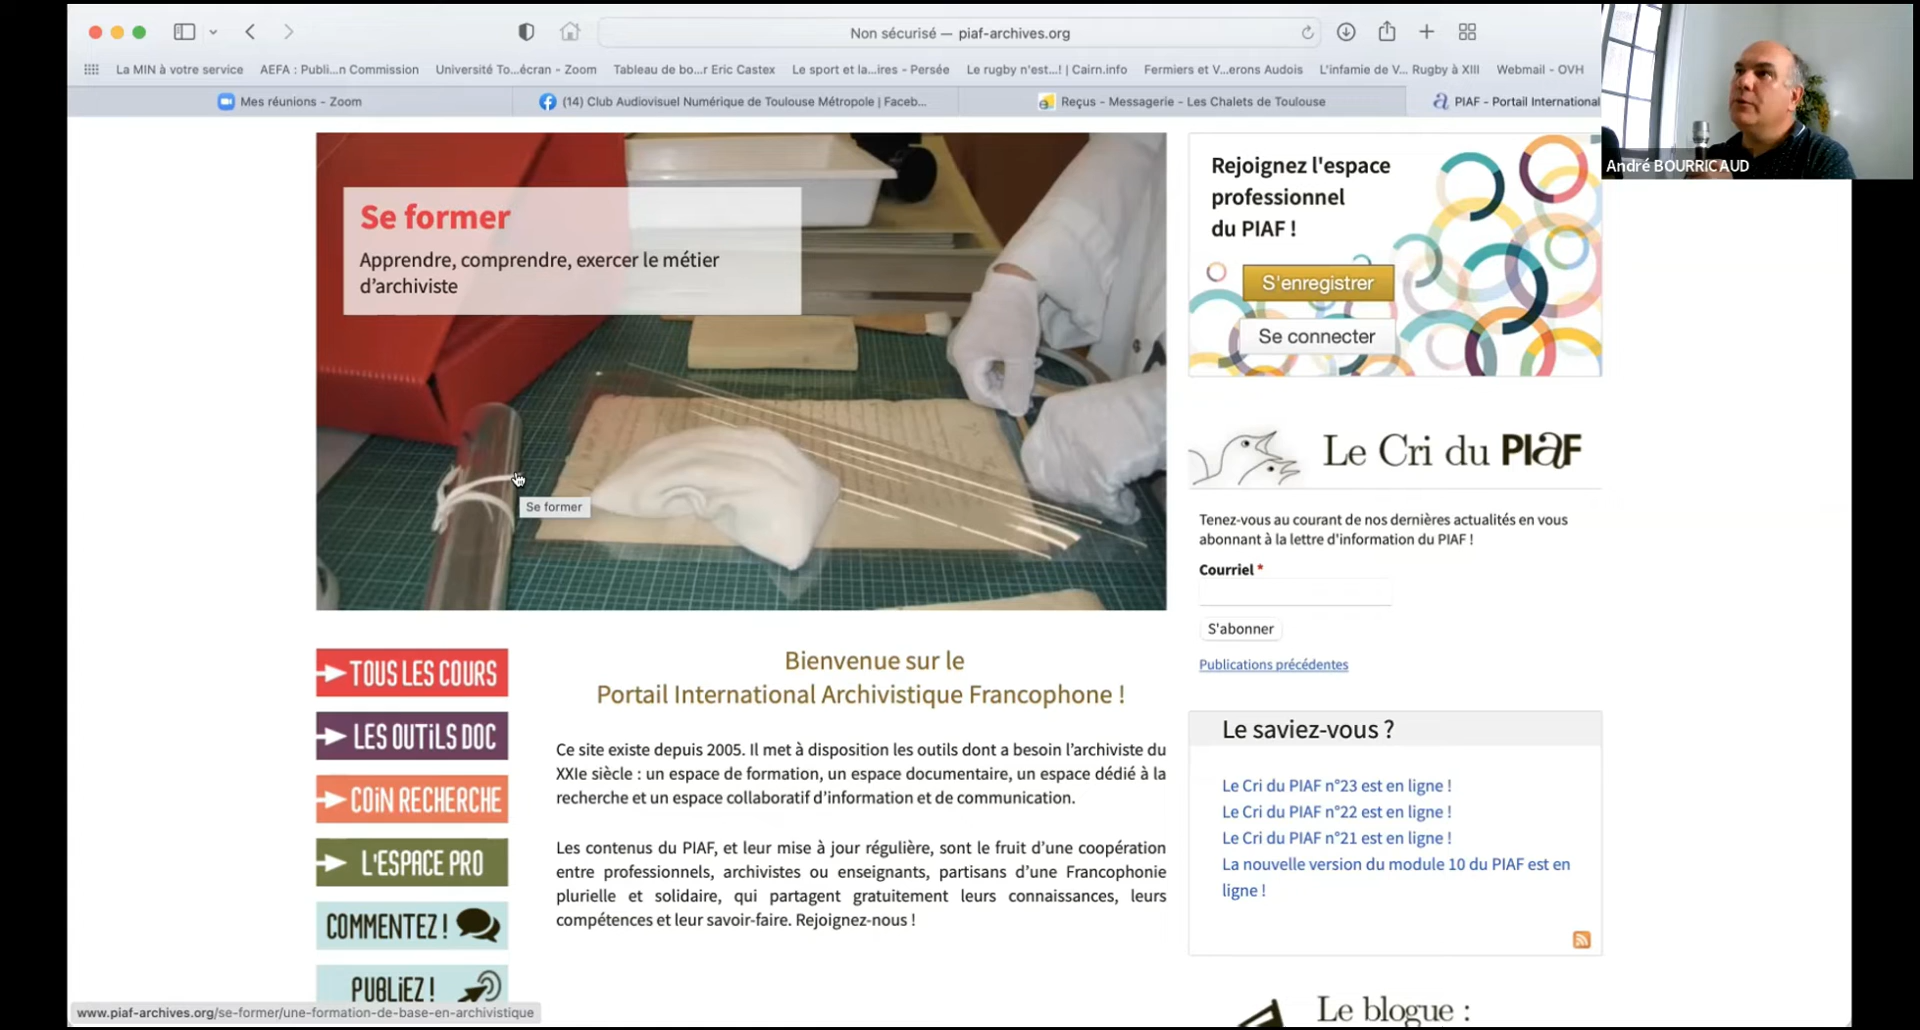 Non sécurisé — piaf-archives.org
La MIN à votre service AEFA : Publi...n Commission Université To...écran - Zoom Tableau de bo...r Eric Castex Le sport et la...ires - Persée Le rugby n'est...! | Cairn.info Fermiers et V...erons Audois L'infamie de V... Rugby à XIII Webmail - OVH
Mes réunions - Zoom (14) Club Audiovisuel Numérique de Toulouse Métropole | Faceb... Reçus - Messagerie - Les Chalets de Toulouse PIAF - Portail International
André BOURRICAUD
Se former
Apprendre, comprendre, exercer le métier
d'archiviste
Se former
Rejoignez l'espace
professionnel
du PIAF !
S'enregistrer
Se connecter
Le Cri du PIAF
Tenez-vous au courant de nos dernières actualités en vous
abonnant à la lettre d'information du PIAF !
Courriel *
S'abonner
Publications précédentes
TOUS LES COURS
LES OUTiLS DOC
COiN RECHERCHE
L'ESPACE PRO
COMMENTEZ !
PUBLiEZ !
Bienvenue sur le
Portail International Archivistique Francophone !
Ce site existe depuis 2005. Il met à disposition les outils dont a besoin l'archiviste du
XXIe siècle : un espace de formation, un espace documentaire, un espace dédié à la
recherche et un espace collaboratif d'information et de communication.
Les contenus du PIAF, et leur mise à jour régulière, sont le fruit d'une coopération
entre professionnels, archivistes ou enseignants, partisans d'une Francophonie
plurielle et solidaire, qui partagent gratuitement leurs connaissances, leurs
compétences et leur savoir-faire. Rejoignez-nous !
Le saviez-vous ?
Le Cri du PIAF n°23 est en ligne !
Le Cri du PIAF n°22 est en ligne !
Le Cri du PIAF n°21 est en ligne !
La nouvelle version du module 10 du PIAF est en
ligne !
Le blogue :
www.piaf-archives.org/se-former/une-formation-de-base-en-archivistique